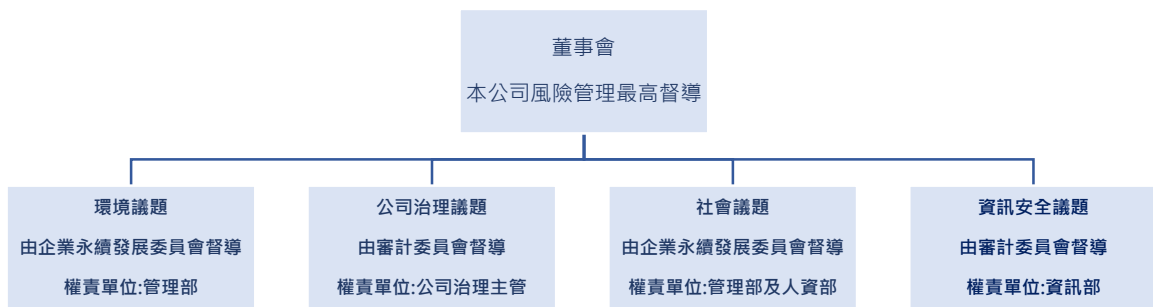 董事會
本公司風險管理最高督導
環境議題
由企業永續發展委員會督導
權責單位:管理部
公司治理議題
由審計委員會督導
權責單位:公司治理主管
社會議題
由企業永續發展委員會督導
權責單位:管理部及人資部
資訊安全議題
由審計委員會督導
權責單位:資訊部